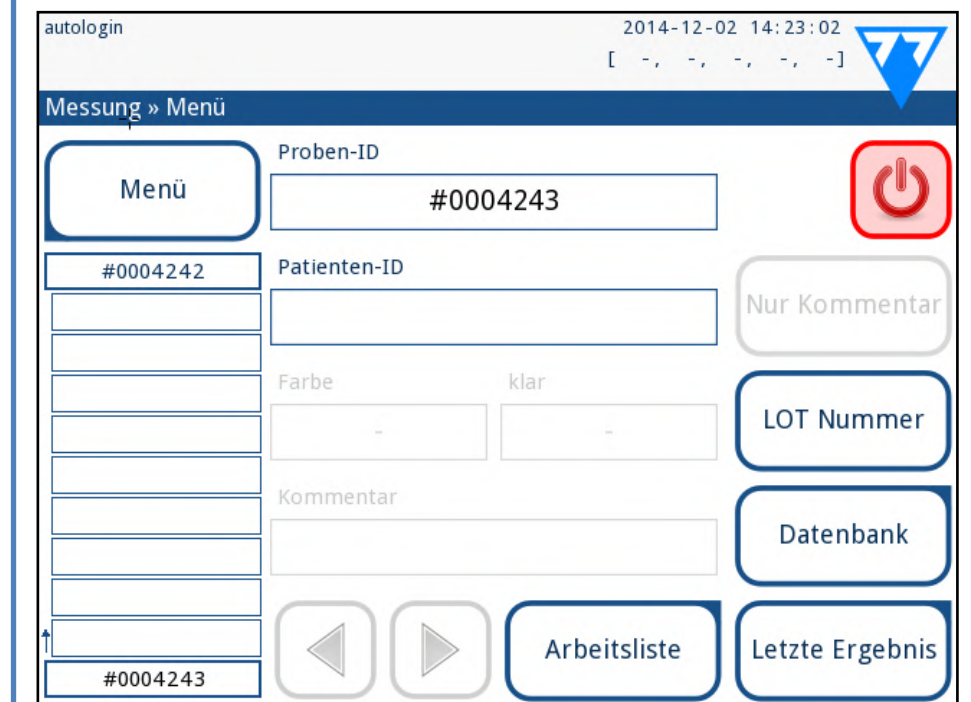 autologin
2014-12-02 14:23:02
[ -, -, -, -, -]
Messung » Menü
Menü
Proben-ID
#0004243
#0004242
Patienten-ID
Nur Kommentar
Farbe
klar
-
-
LOT Nummer
Kommentar
Datenbank
Arbeitsliste
Letzte Ergebnis
#0004243